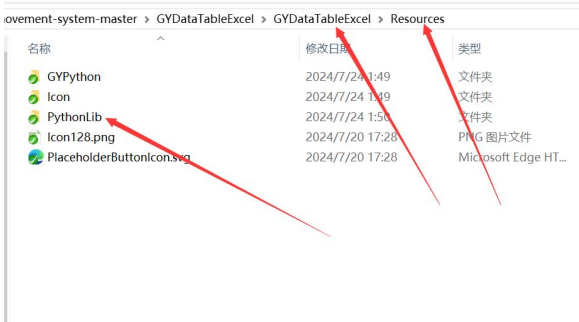 ovement-system-master > GYDataTableExcel > GYDataTableExcel > Resources
名称 修改日期 类型
GYPython 2024/7/24 1:49 文件夹
Icon 2024/7/24 1:49 文件夹
PythonLib 2024/7/24 1:50 文件夹
Icon128.png 2024/7/20 17:28 PNG 图片文件
PlaceholderButtonIcon.svg 2024/7/20 17:28 Microsoft Edge HT...